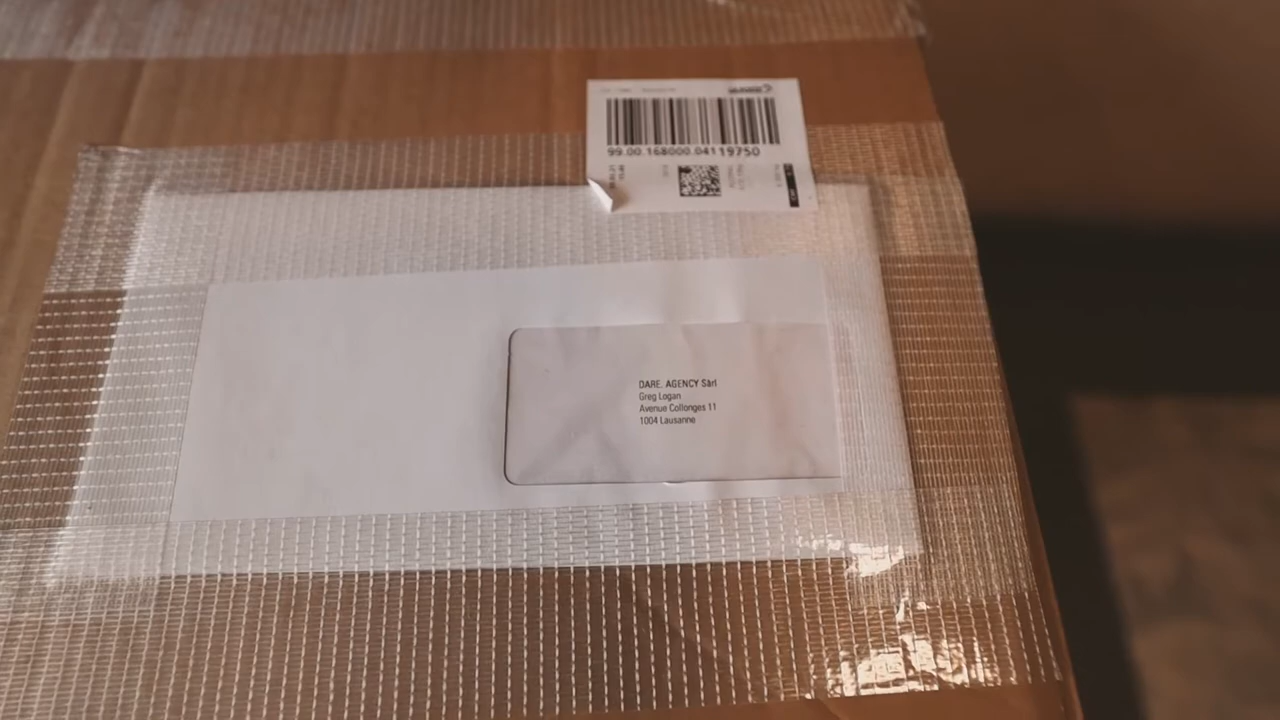 99.00.168000.04119750
DARE. AGENCY Sàrl
Greg Logan
Avenue Collonges 11
1004 Lausanne